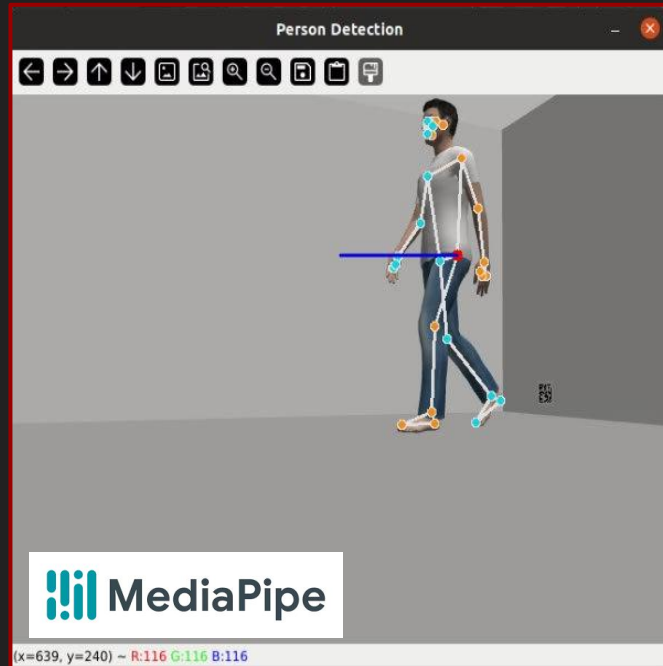 Person Detection
MediaPipe
(x=639, y=240) ~ R:116 G:116 B:116